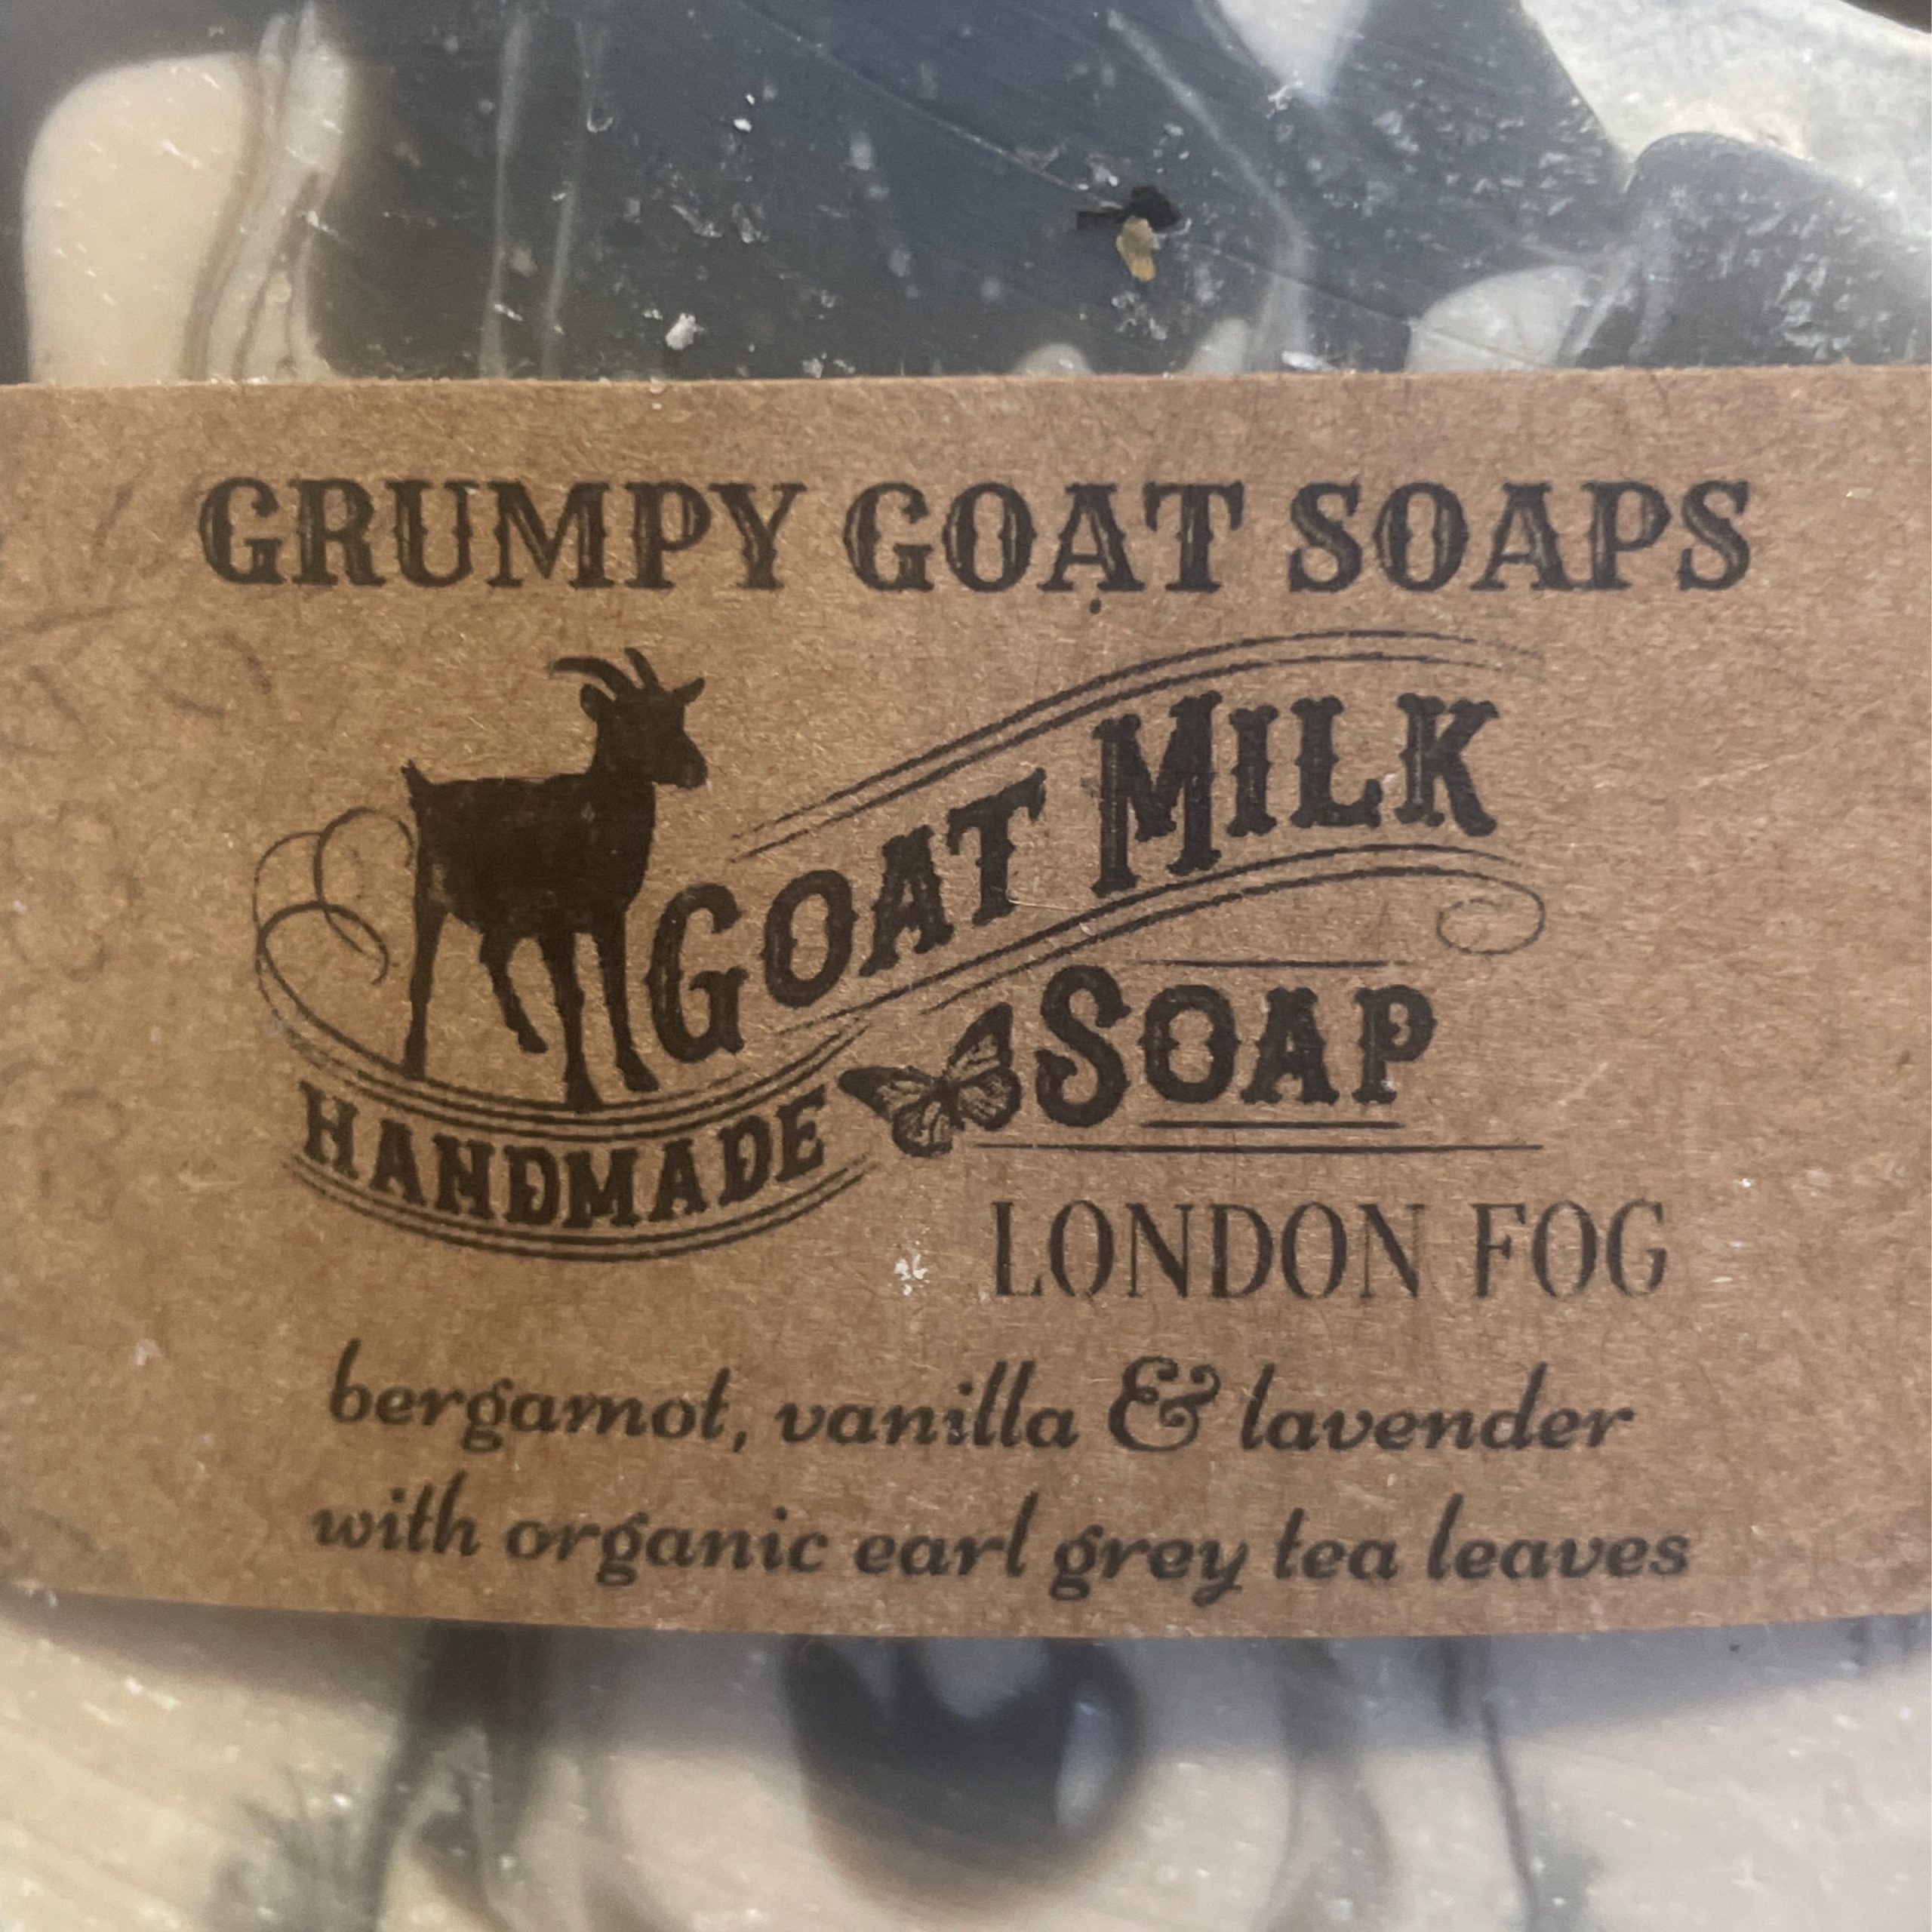 GRUMPY GOAT SOAPS
GOAT MILK
SOAP
HANDMADE
LONDON FOG
bergamot, vanilla & lavender
with organic earl grey tea leaves